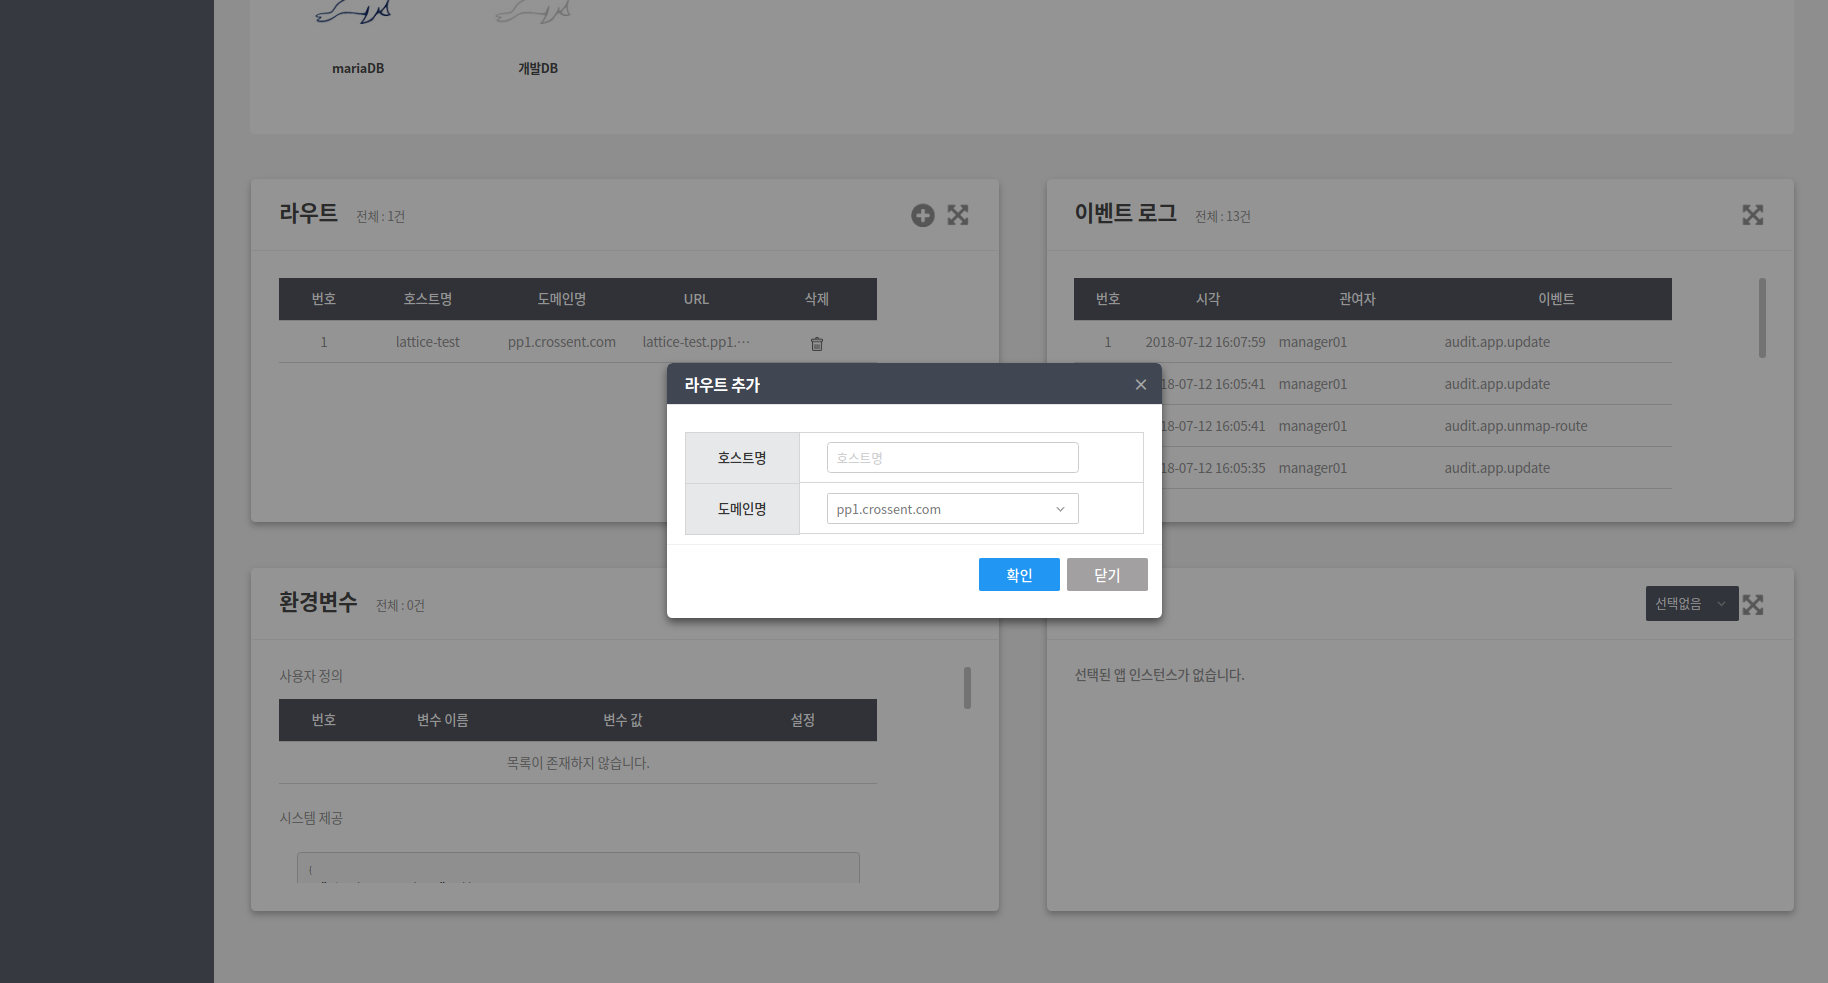 mariaDB
개발DB
라우트 전체 : 1건
번호 호스트명 도메인명 URL 삭제
1 lattice-test pp1.crossent.com lattice-test.pp1.···
이벤트 로그 전체 : 13건
번호 시각 관여자 이벤트
1 2018-07-12 16:07:59 manager01 audit.app.update
18-07-12 16:05:41 manager01 audit.app.update
18-07-12 16:05:41 manager01 audit.app.unmap-route
18-07-12 16:05:35 manager01 audit.app.update
라우트 추가
호스트명 호스트명
도메인명 pp1.crossent.com
확인 닫기
환경변수 전체 : 0건
사용자 정의
번호 변수 이름 변수 값 설정
목록이 존재하지 않습니다.
시스템 제공
{
선택없음
선택된 앱 인스턴스가 없습니다.